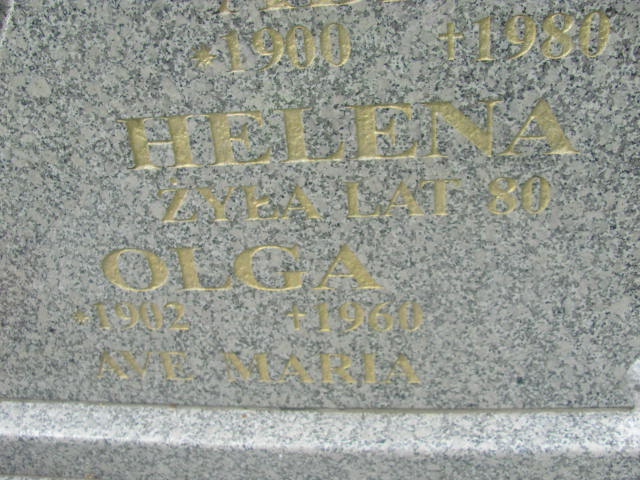 *1900 †1980
HELENA
ŻYŁA LAT 80
OLGA
*1902 †1960
AVE MARIA